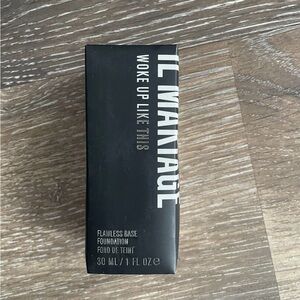 IL MAKIAGE
WOKE UP LIKE THIS
FLAWLESS BASE
FOUNDATION
FOND DE TEINT
30 ML / 1 FL OZ ℮